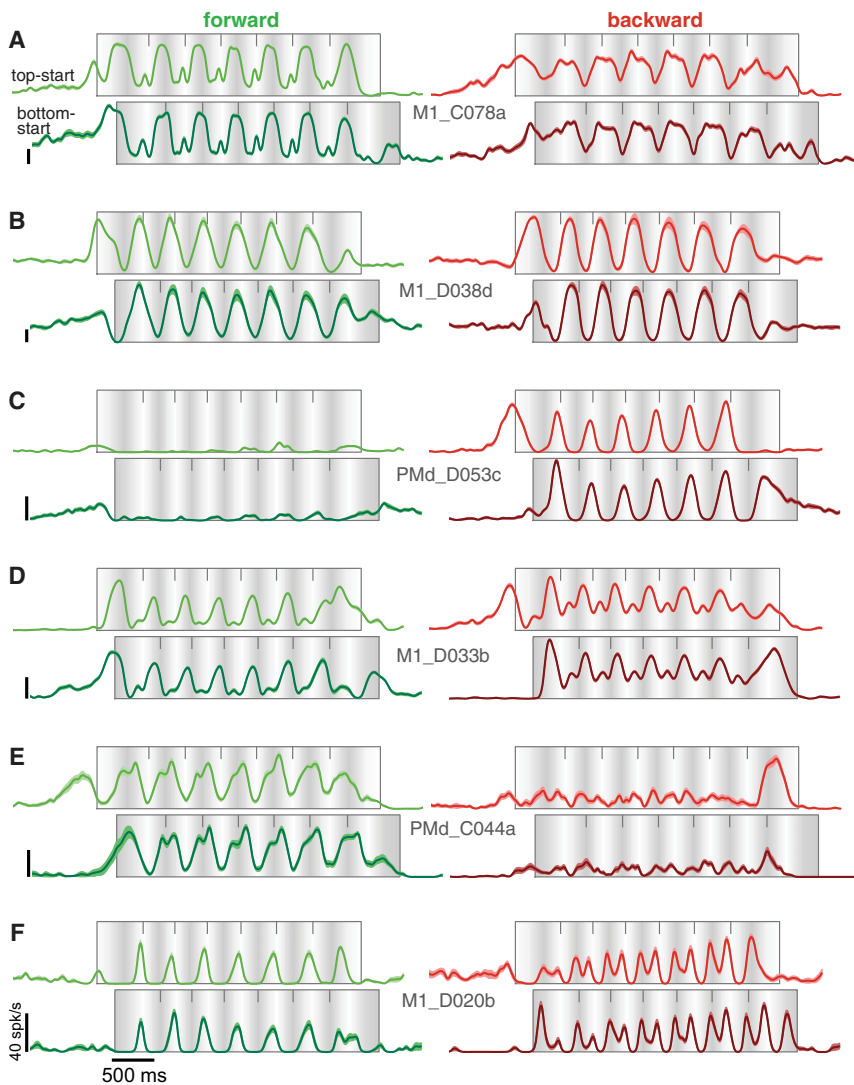 forward
backward
A
top-start
bottom-
start
M1_C078a
B
M1_D038d
C
PMd_D053c
D
M1_D033b
E
PMd_C044a
F
M1_D020b
40 spk/s
500 ms